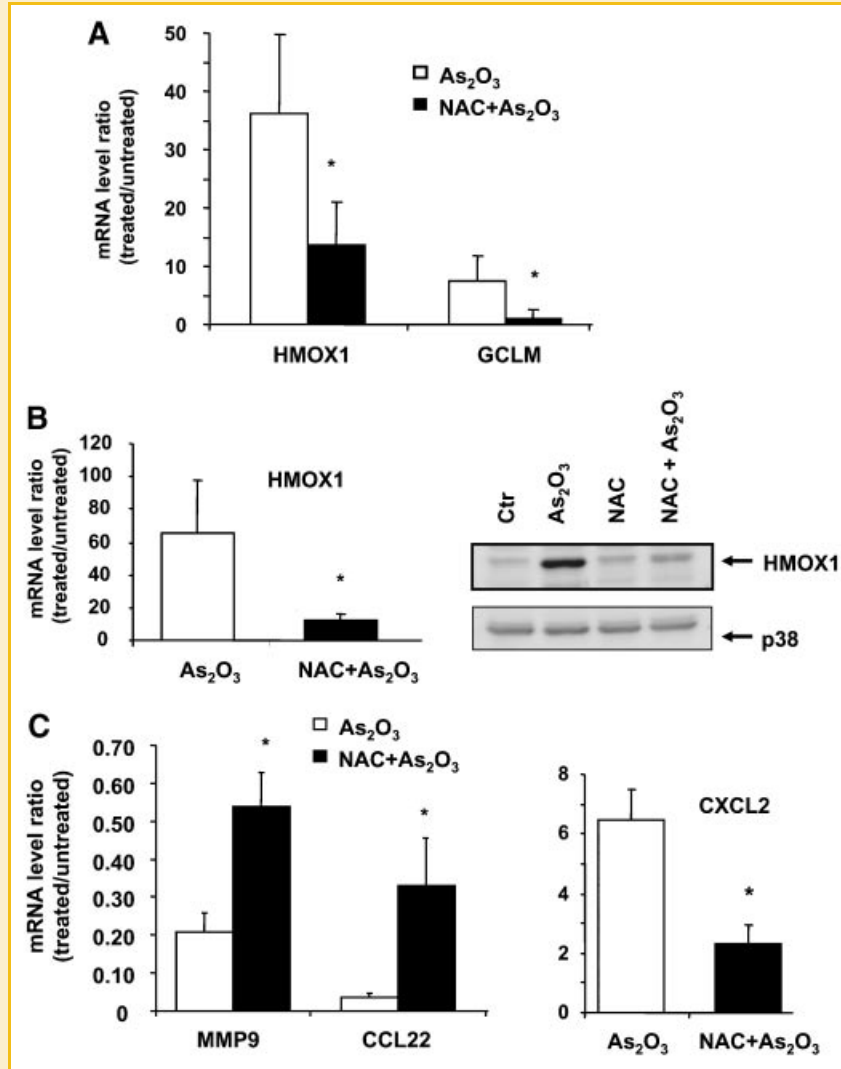 A
mRNA level ratio
(treated/untreated)
50
40
30
20
10
0
As₂O₃
NAC+As₂O₃
*
*
HMOX1
GCLM
B
mRNA level ratio
(treated/untreated)
120
100
80
60
40
20
0
HMOX1
*
As₂O₃
NAC+As₂O₃
Ctr
As₂O₃
NAC
NAC + As₂O₃
HMOX1
p38
C
mRNA level ratio
(treated/untreated)
0.70
0.60
0.50
0.40
0.30
0.20
0.10
0
As₂O₃
NAC+As₂O₃
*
*
MMP9
CCL22
8
6
4
2
0
CXCL2
*
As₂O₃
NAC+As₂O₃